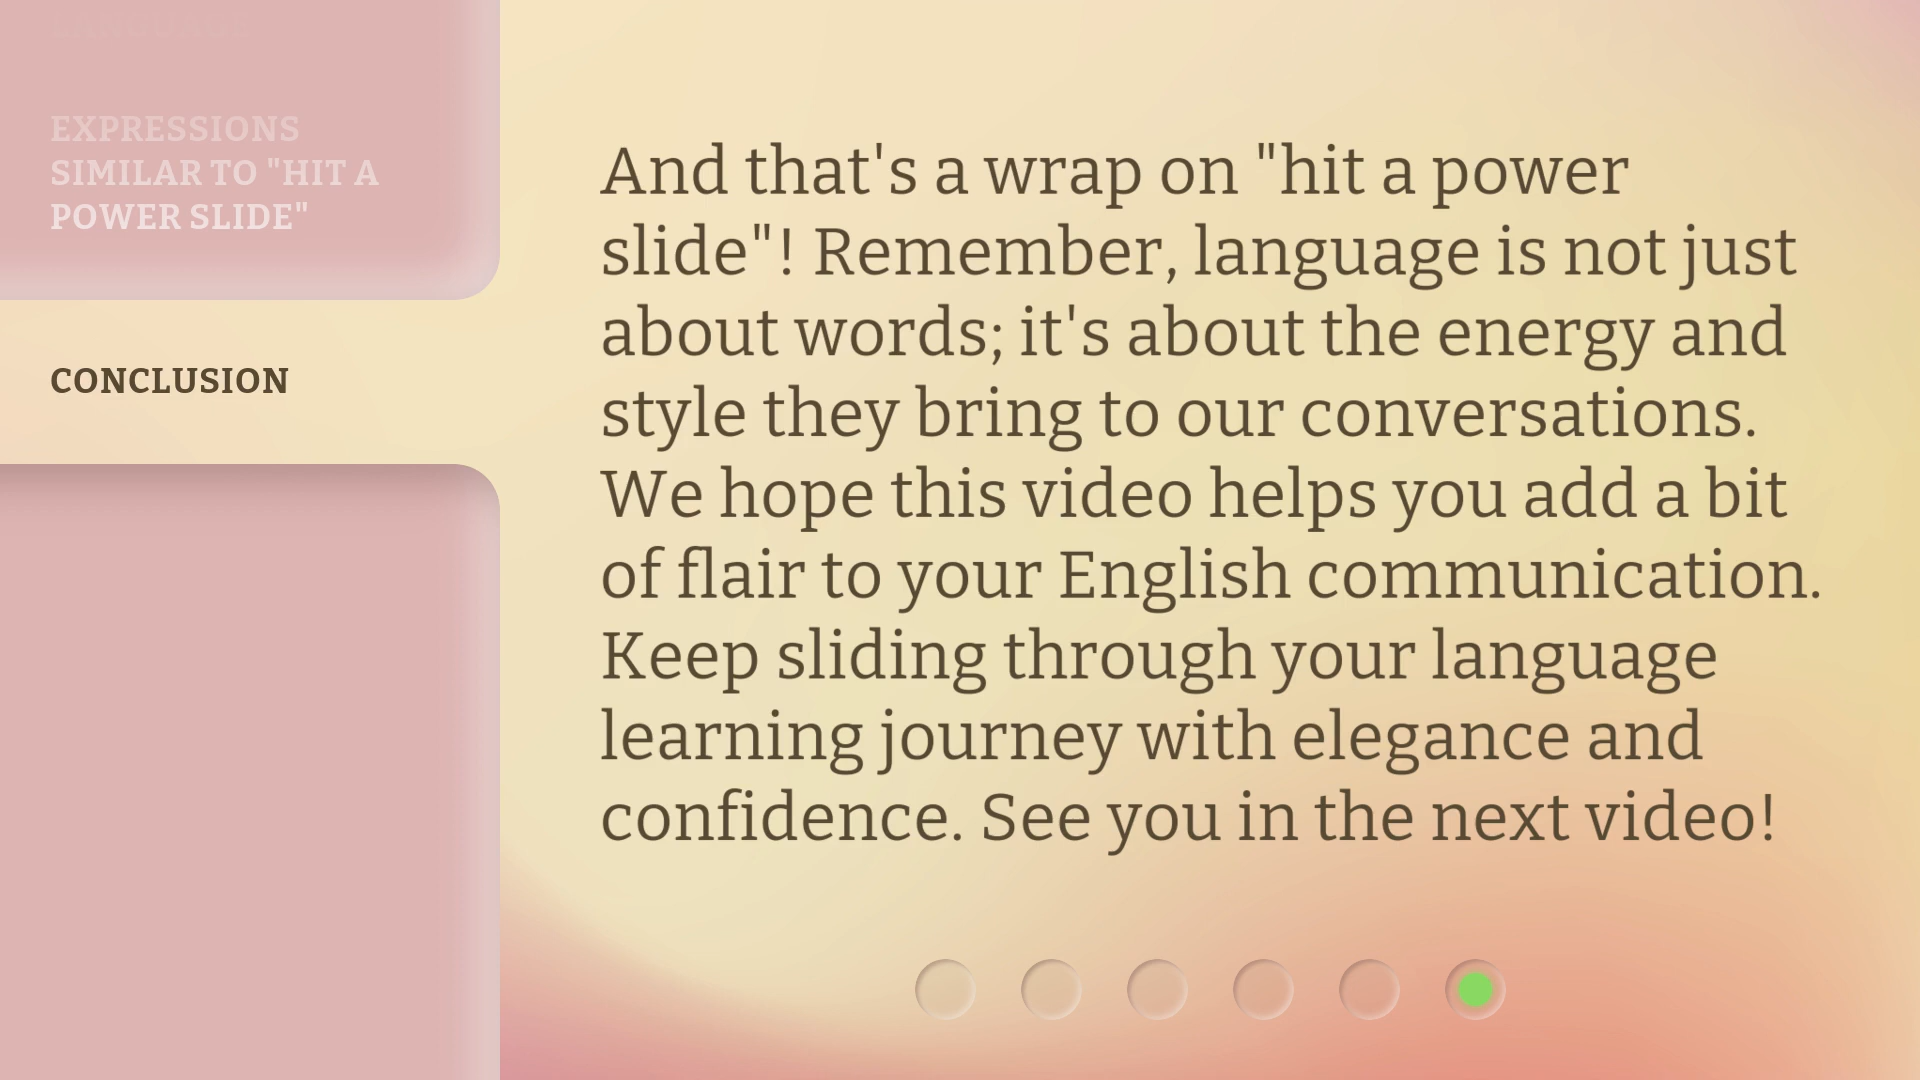 LANGUAGE
EXPRESSIONS
SIMILAR TO "HIT A
POWER SLIDE"
CONCLUSION
And that's a wrap on "hit a power
slide"! Remember, language is not just
about words; it's about the energy and
style they bring to our conversations.
We hope this video helps you add a bit
of flair to your English communication.
Keep sliding through your language
learning journey with elegance and
confidence. See you in the next video!